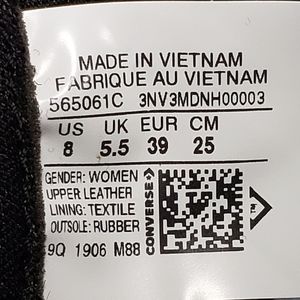 MADE IN VIETNAM
FABRIQUE AU VIETNAM
565061C 3NV3MDNH00003
US UK EUR CM
8 5.5 39 25
GENDER: WOMEN
UPPER:LEATHER
LINING: TEXTILE
OUTSOLE: RUBBER
9Q 1906 M88
CONVERSE